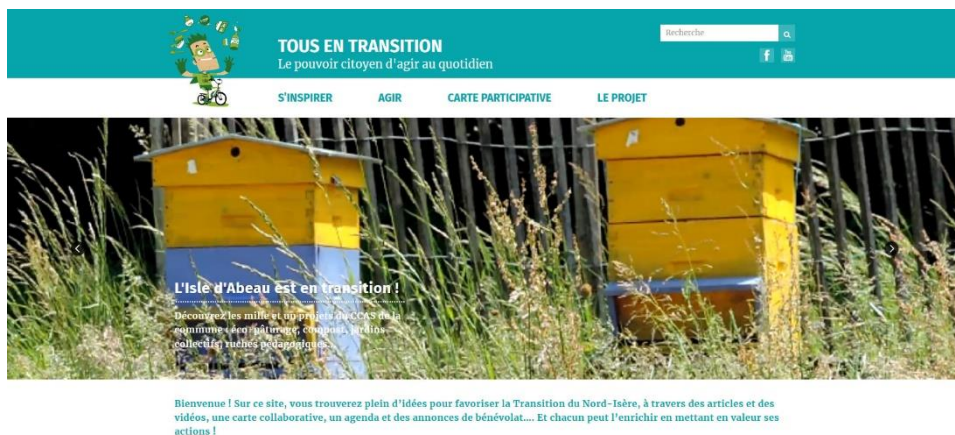 Recherche
TOUS EN TRANSITION
Le pouvoir citoyen d'agir au quotidien
f You
S'INSPIRER AGIR CARTE PARTICIPATIVE LE PROJET
L'Isle d'Abeau est en transition !
Découvrez les mille et un projets du CCAS de la
commune : éco-pâturage, compost, jardins
collectifs, ruches pédagogiques...
Bienvenue ! Sur ce site, vous trouverez plein d'idées pour favoriser la Transition du Nord-Isère, à travers des articles et des
vidéos, une carte collaborative, un agenda et des annonces de bénévolat.... Et chacun peut l'enrichir en mettant en valeur ses
actions !